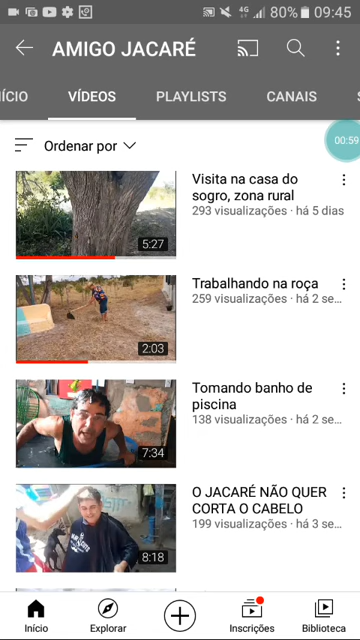 4G 80% 09:45
AMIGO JACARÉ
ÍCIO VÍDEOS PLAYLISTS CANAIS
Ordenar por
00:59
Visita na casa do
sogro, zona rural
293 visualizações · há 5 dias
5:27
Trabalhando na roça
259 visualizações · há 2 se...
2:03
Tomando banho de
piscina
138 visualizações · há 2 se...
7:34
O JACARÉ NÃO QUER
CORTA O CABELO
199 visualizações · há 3 se...
8:18
Início Explorar Inscrições Biblioteca